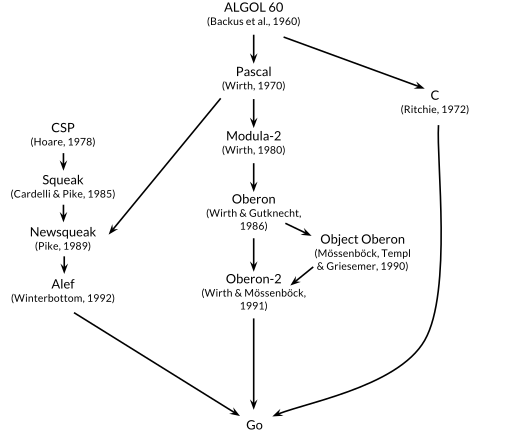 ALGOL 60
(Backus et al., 1960)
Pascal
(Wirth, 1970)
C
(Ritchie, 1972)
CSP
(Hoare, 1978)
Modula-2
(Wirth, 1980)
Squeak
(Cardelli & Pike, 1985)
Oberon
(Wirth & Gutknecht,
1986)
Newsqueak
(Pike, 1989)
Object Oberon
(Mössenböck, Templ
& Griesemer, 1990)
Alef
(Winterbottom, 1992)
Oberon-2
(Wirth & Mössenböck,
1991)
Go